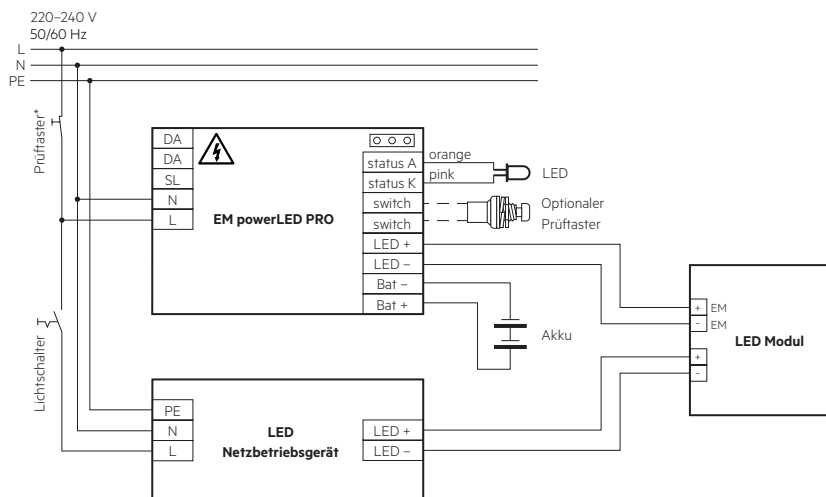 220–240 V
50/60 Hz
L
N
PE
Prüftaster*
DA
DA
SL
N
L
EM powerLED PRO
status A
status K
switch
switch
LED +
LED –
Bat –
Bat +
orange
pink
LED
Optionaler
Prüftaster
Akku
+ EM
- EM
+
-
LED Modul
Lichtschalter
PE
N
L
LED
Netzbetriebsgerät
LED +
LED –